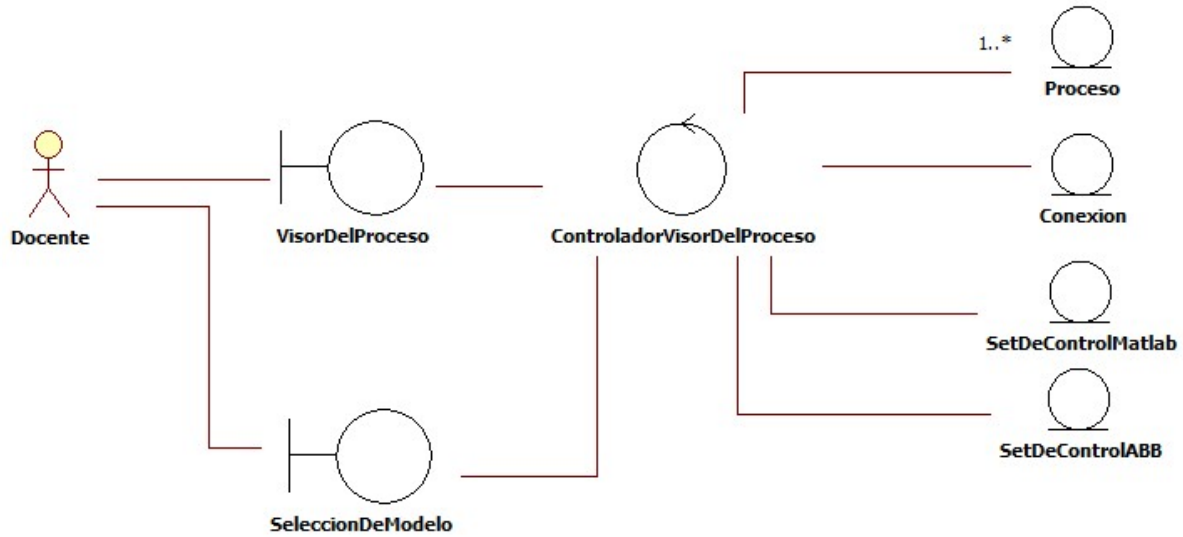 1..*
Proceso
Docente
VisorDelProceso
ControladorVisorDelProceso
Conexion
SetDeControlMatlab
SetDeControlABB
SeleccionDeModelo